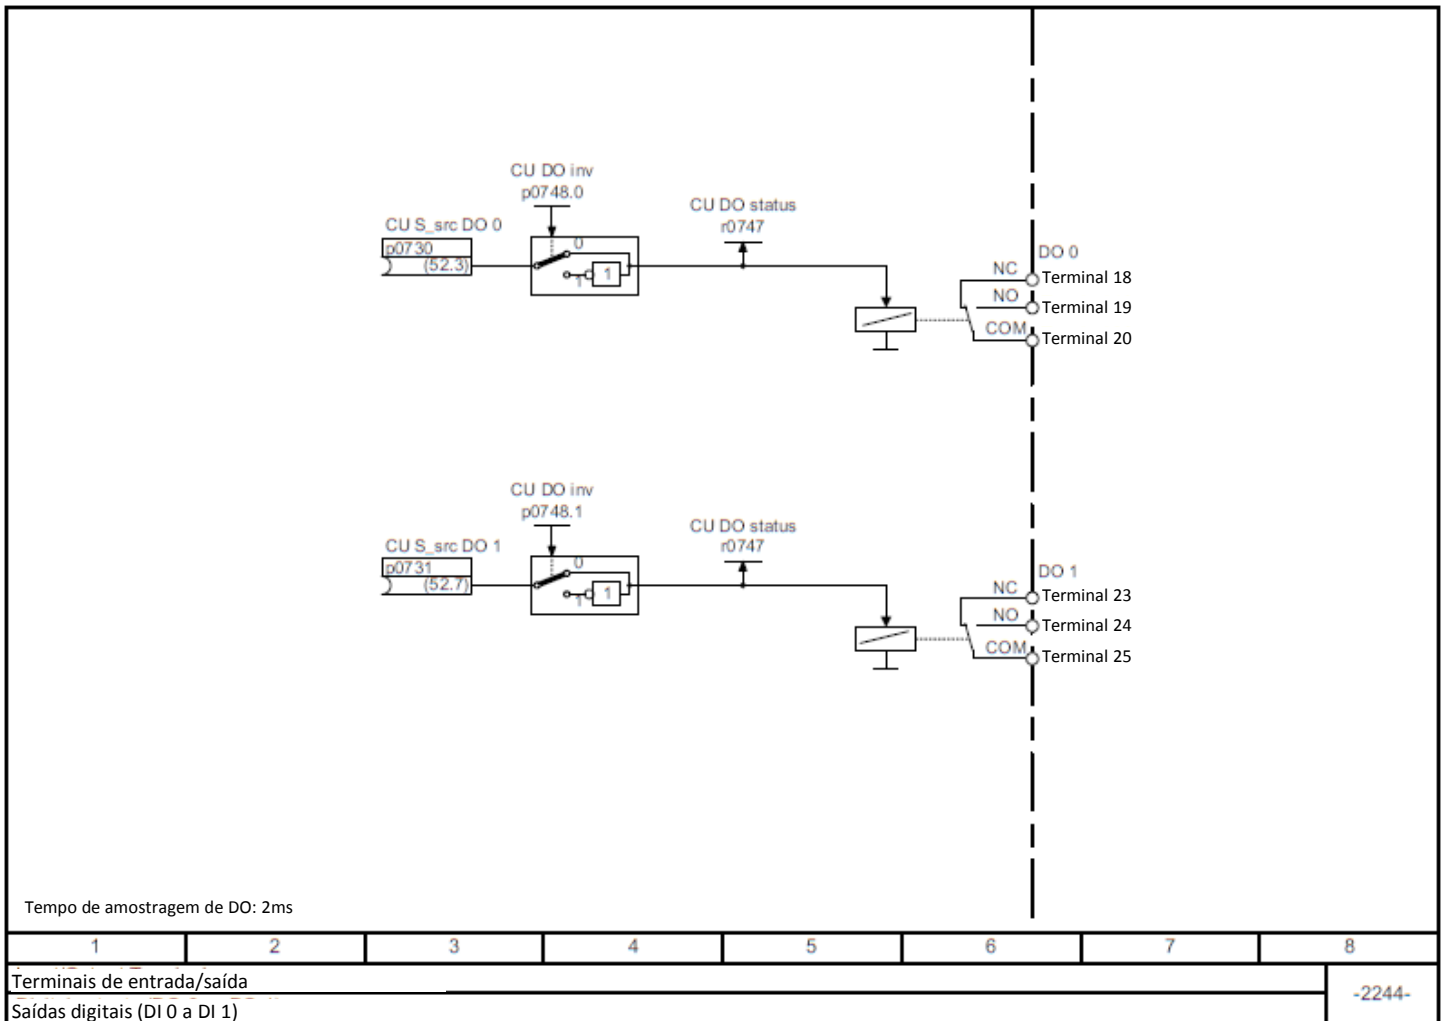 CU DO inv
p0748.0
CU DO status
r0747
CU S_src DO 0
p0730
(52.3)
0
1
1
DO 0
NC
Terminal 18
NO
Terminal 19
COM
Terminal 20
CU DO inv
p0748.1
CU DO status
r0747
CU S_src DO 1
p0731
(52.7)
0
1
1
DO 1
NC
Terminal 23
NO
Terminal 24
COM
Terminal 25
Tempo de amostragem de DO: 2ms
1 2 3 4 5 6 7 8
Terminais de entrada/saída
-2244-
Saídas digitais (DI 0 a DI 1)